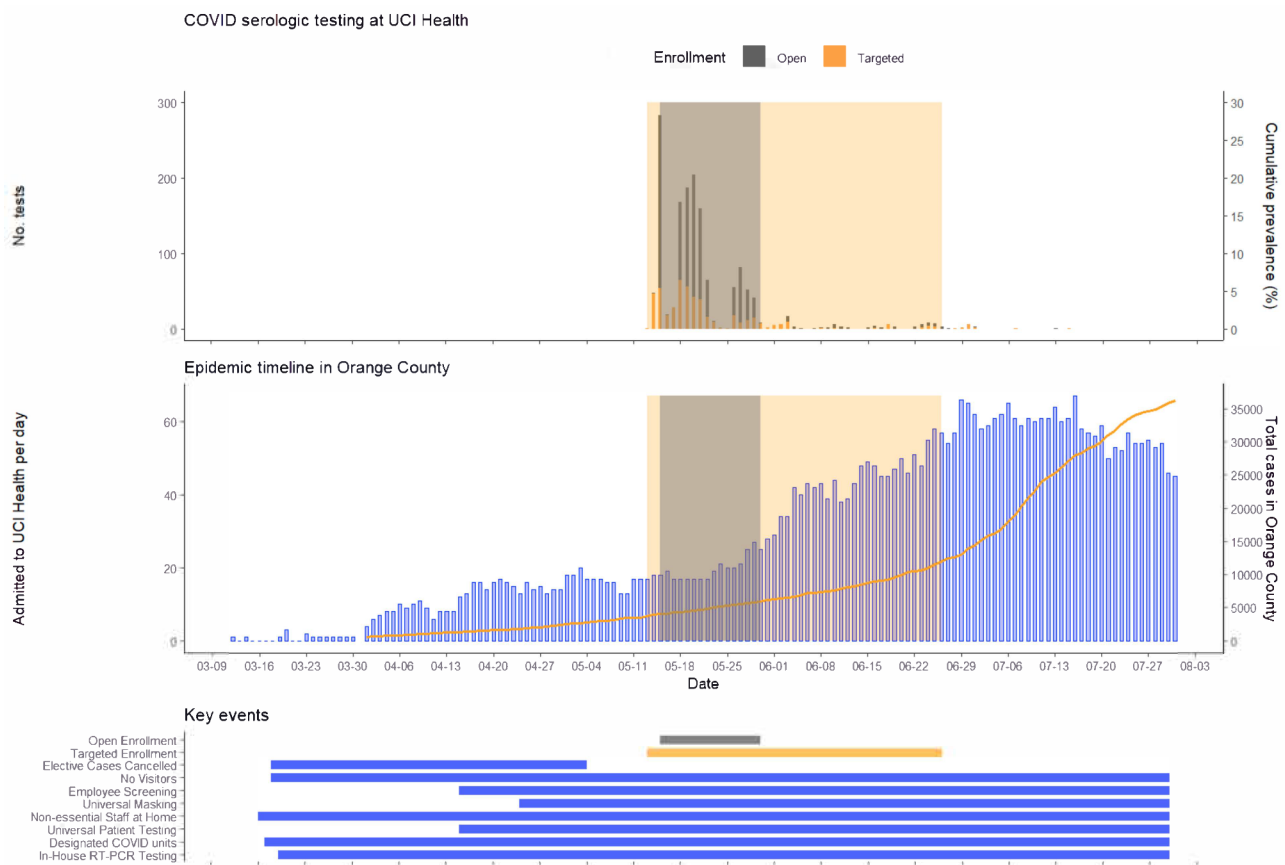 COVID serologic testing at UCI Health
Enrollment Open Targeted
No. tests
300
200
100
0
30
25
20
15
10
5
0
Cumulative prevalence (%)
Epidemic timeline in Orange County
Admitted to UCI Health per day
60
40
20
0
35000
30000
25000
20000
15000
10000
5000
0
Total cases in Orange County
03-09 03-16 03-23 03-30 04-06 04-13 04-20 04-27 05-04 05-11 05-18 05-25 06-01 06-08 06-15 06-22 06-29 07-06 07-13 07-20 07-27 08-03
Date
Key events
Open Enrollment
Targeted Enrollment
Elective Cases Cancelled
No Visitors
Employee Screening
Universal Masking
Non-essential Staff at Home
Universal Patient Testing
Designated COVID units
In-House RT-PCR Testing